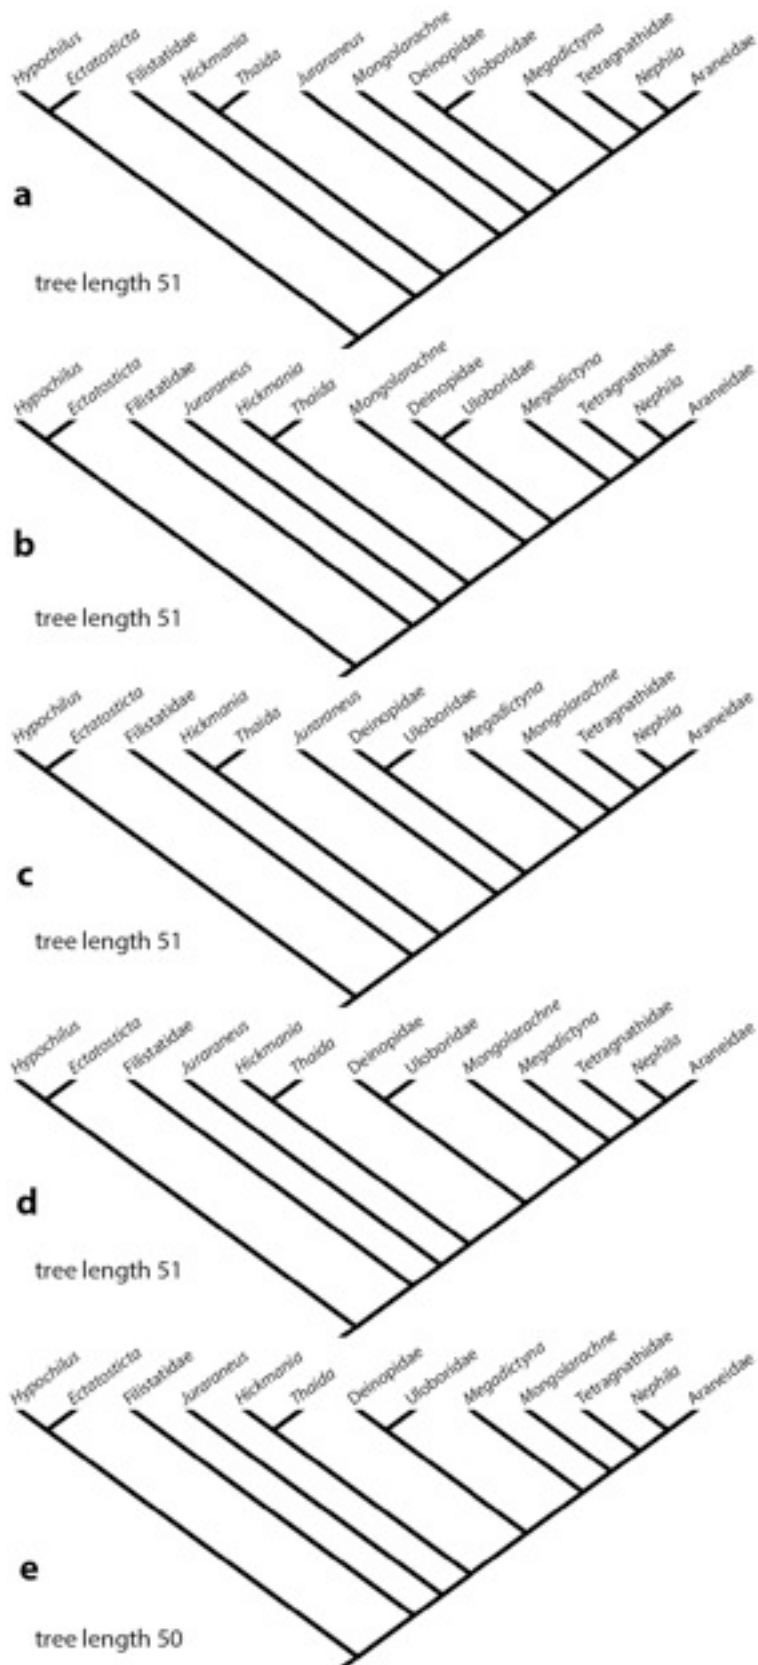 Hypochilus Ectatosticta Filistatidae Hickmania Thaida Juraraneus Mongolarachne Deinopidae Uloboridae Megadictyna Tetragnathidae Nephila Araneidae
a
tree length 51
Hypochilus Ectatosticta Filistatidae Juraraneus Hickmania Thaida Mongolarachne Deinopidae Uloboridae Megadictyna Tetragnathidae Nephila Araneidae
b
tree length 51
Hypochilus Ectatosticta Filistatidae Hickmania Thaida Juraraneus Deinopidae Uloboridae Megadictyna Mongolarachne Tetragnathidae Nephila Araneidae
c
tree length 51
Hypochilus Ectatosticta Filistatidae Juraraneus Hickmania Thaida Deinopidae Uloboridae Mongolarachne Megadictyna Tetragnathidae Nephila Araneidae
d
tree length 51
Hypochilus Ectatosticta Filistatidae Juraraneus Hickmania Thaida Deinopidae Uloboridae Megadictyna Mongolarachne Tetragnathidae Nephila Araneidae
e
tree length 50